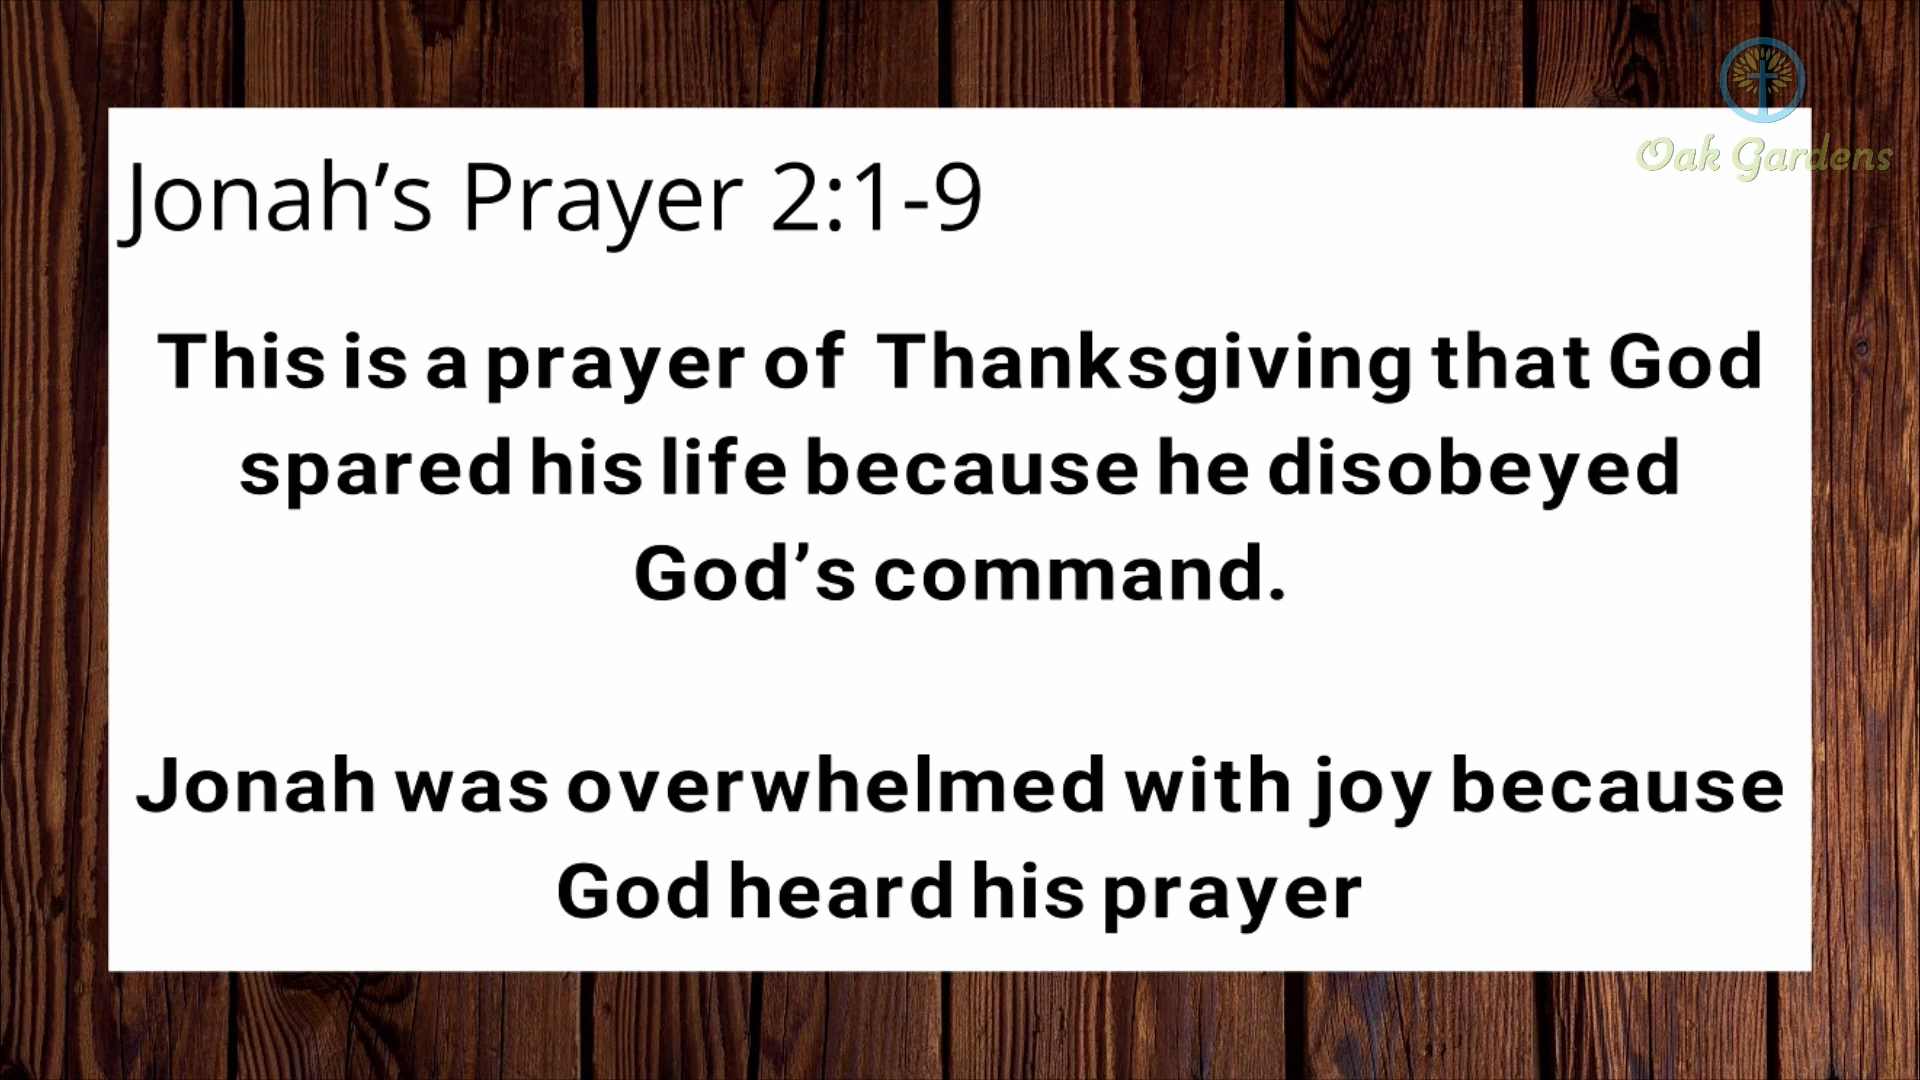 Oak Gardens
Jonah’s Prayer 2:1-9
This is a prayer of Thanksgiving that God
spared his life because he disobeyed
God’s command.
Jonah was overwhelmed with joy because
God heard his prayer